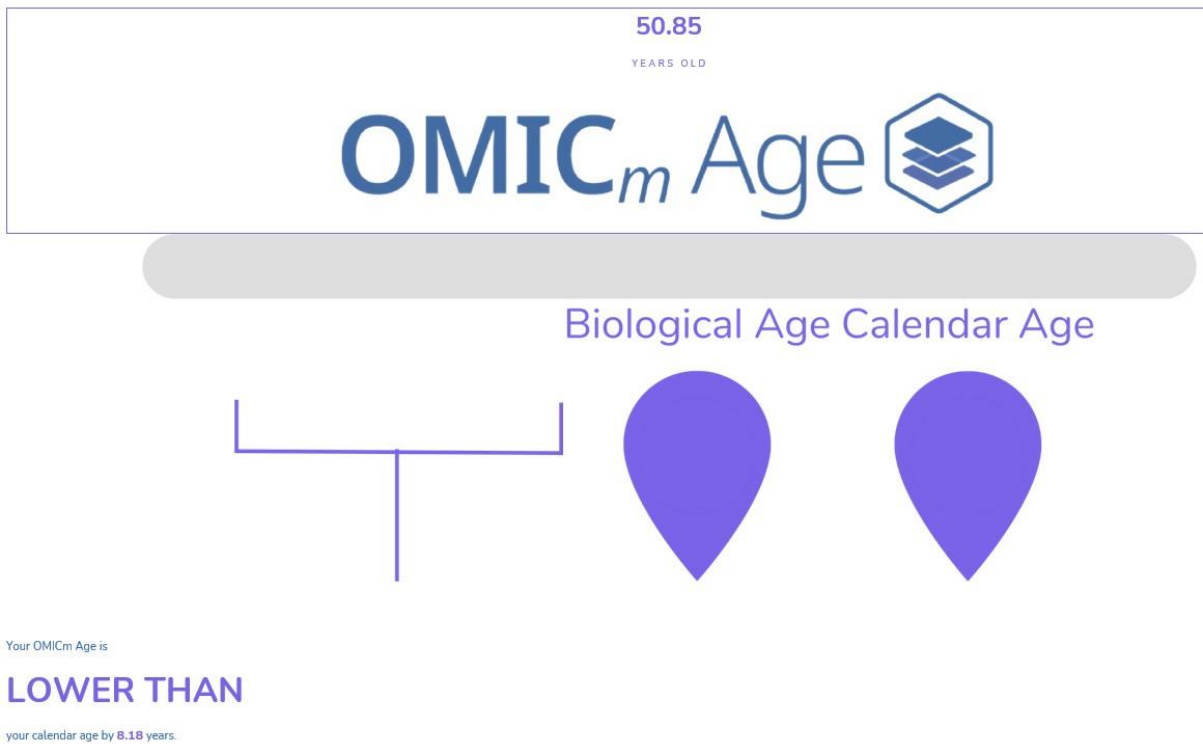 50.85
YEARS OLD
OMICm Age
Biological Age Calendar Age
Your OMICm Age is
LOWER THAN
your calendar age by 8.18 years.